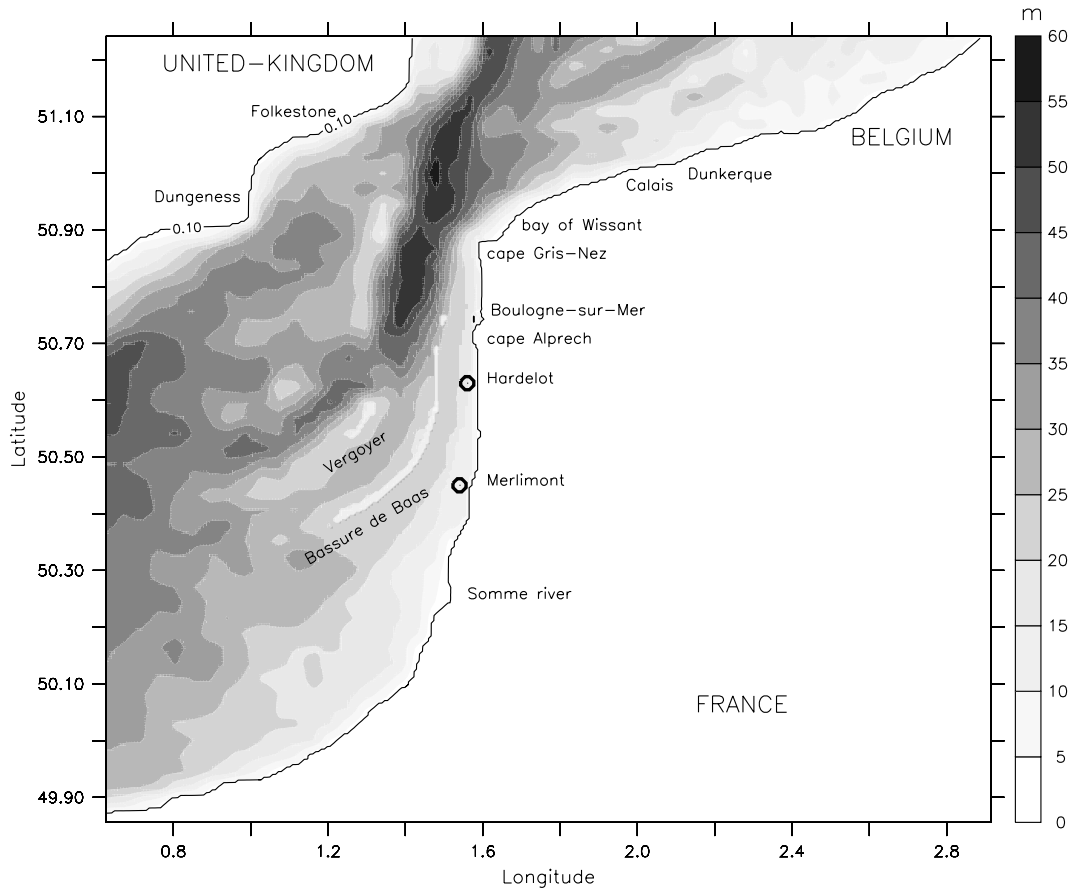 m
60
UNITED-KINGDOM
55
Folkestone
0.10
51.10
BELGIUM
50
Dunkerque
Calais
Dungeness
0.10
50.90
bay of Wissant
45
cape Gris-Nez
40
Boulogne-sur-Mer
50.70
cape Alprech
35
Hardelot
30
Vergoyer
50.50
Merlimont
25
Bassure de Baas
50.30
20
Somme river
15
50.10
FRANCE
10
5
49.90
0
0.8
1.2
1.6
2.0
2.4
2.8
Longitude
Latitude